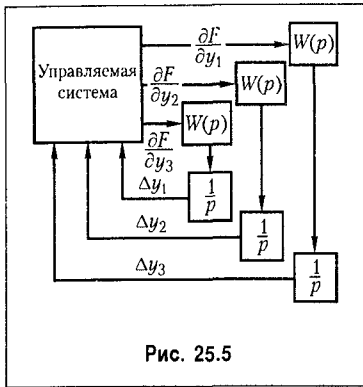 ∂F/∂y₁
W(p)
Управляемая
система
∂F/∂y₂
W(p)
∂F/∂y₃
W(p)
Δy₁
1/p
Δy₂
1/p
Δy₃
1/p
Рис. 25.5